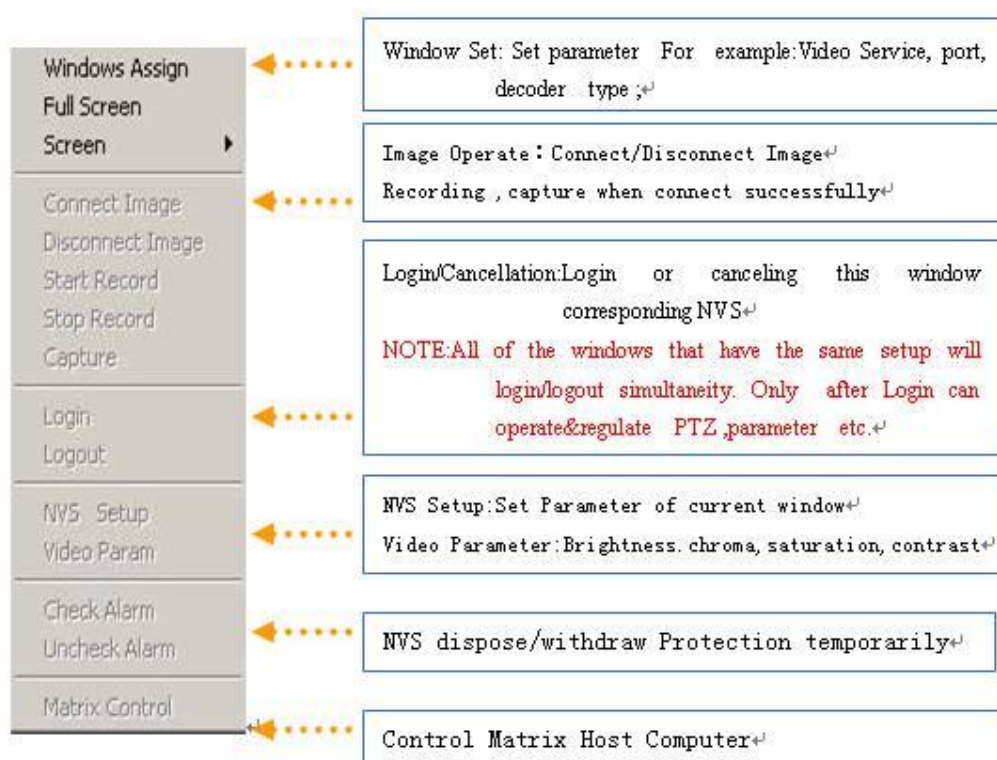 Windows Assign
Full Screen
Screen
Connect Image
Disconnect Image
Start Record
Stop Record
Capture
Login
Logout
NVS Setup
Video Param
Check Alarm
Uncheck Alarm
Matrix Control
Window Set: Set parameter For example:Video Service, port,
decoder type ;
Image Operate：Connect/Disconnect Image
Recording , capture when connect successfully
Login/Cancellation:Login or canceling this window
corresponding NVS
NOTE:All of the windows that have the same setup will
login/logout simultaneity. Only after Login can
operate&regulate PTZ ,parameter etc.
NVS Setup:Set Parameter of current window
Video Parameter:Brightness. chroma, saturation, contrast
NVS dispose/withdraw Protection temporarily
Control Matrix Host Computer